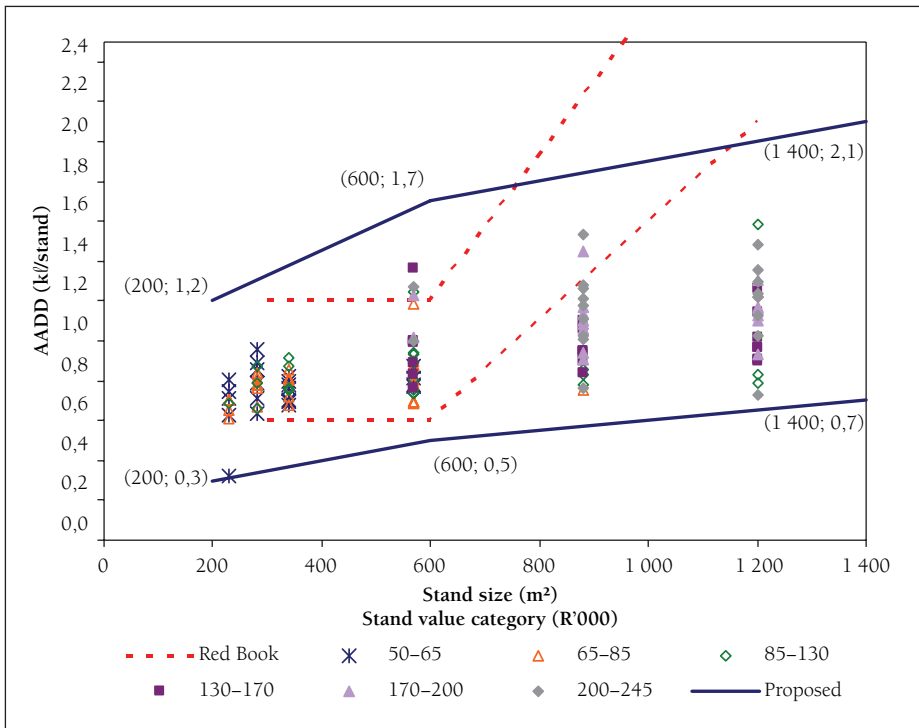 2,4
2,2
2,0
1,8
1,6
1,4
1,2
1,0
0,8
0,6
0,4
0,2
0,0
AADD (kℓ/stand)
(600; 1,7)
(1 400; 2,1)
(200; 1,2)
(200; 0,3)
(600; 0,5)
(1 400; 0,7)
0 200 400 600 800 1 000 1 200 1 400
Stand size (m²)
Stand value category (R'000)
Red Book 50–65 65–85 85–130
130–170 170–200 200–245 Proposed